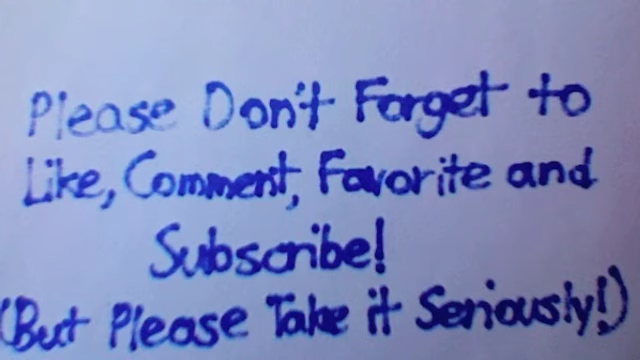 Please Don't Forget to
Like, Comment, Favorite and
Subscribe!
(But Please Take it Seriously!)